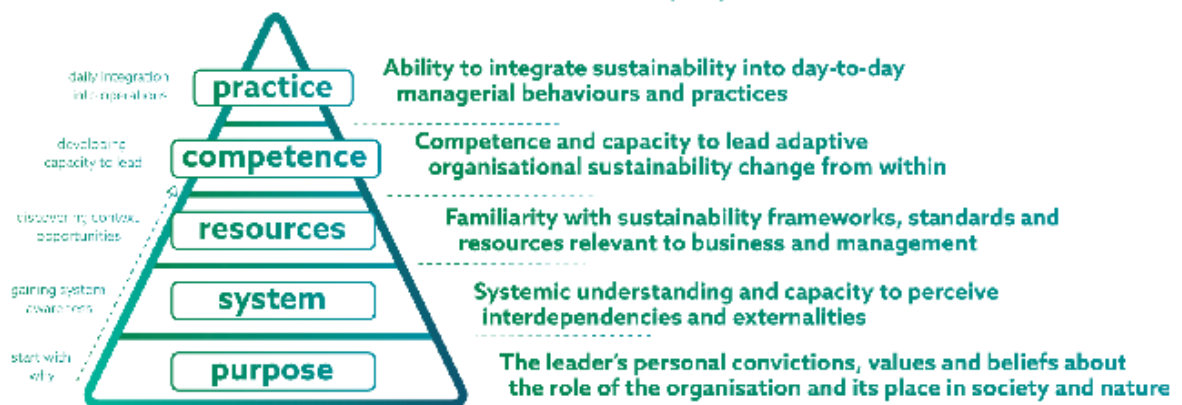 daily integration
into operations
practice
Ability to integrate sustainability into day-to-day
managerial behaviours and practices
developing
capacity to lead
competence
Competence and capacity to lead adaptive
organisational sustainability change from within
discovering context
opportunities
resources
Familiarity with sustainability frameworks, standards and
resources relevant to business and management
gaining system
awareness
system
Systemic understanding and capacity to perceive
interdependencies and externalities
start with
why
purpose
The leader's personal convictions, values and beliefs about
the role of the organisation and its place in society and nature